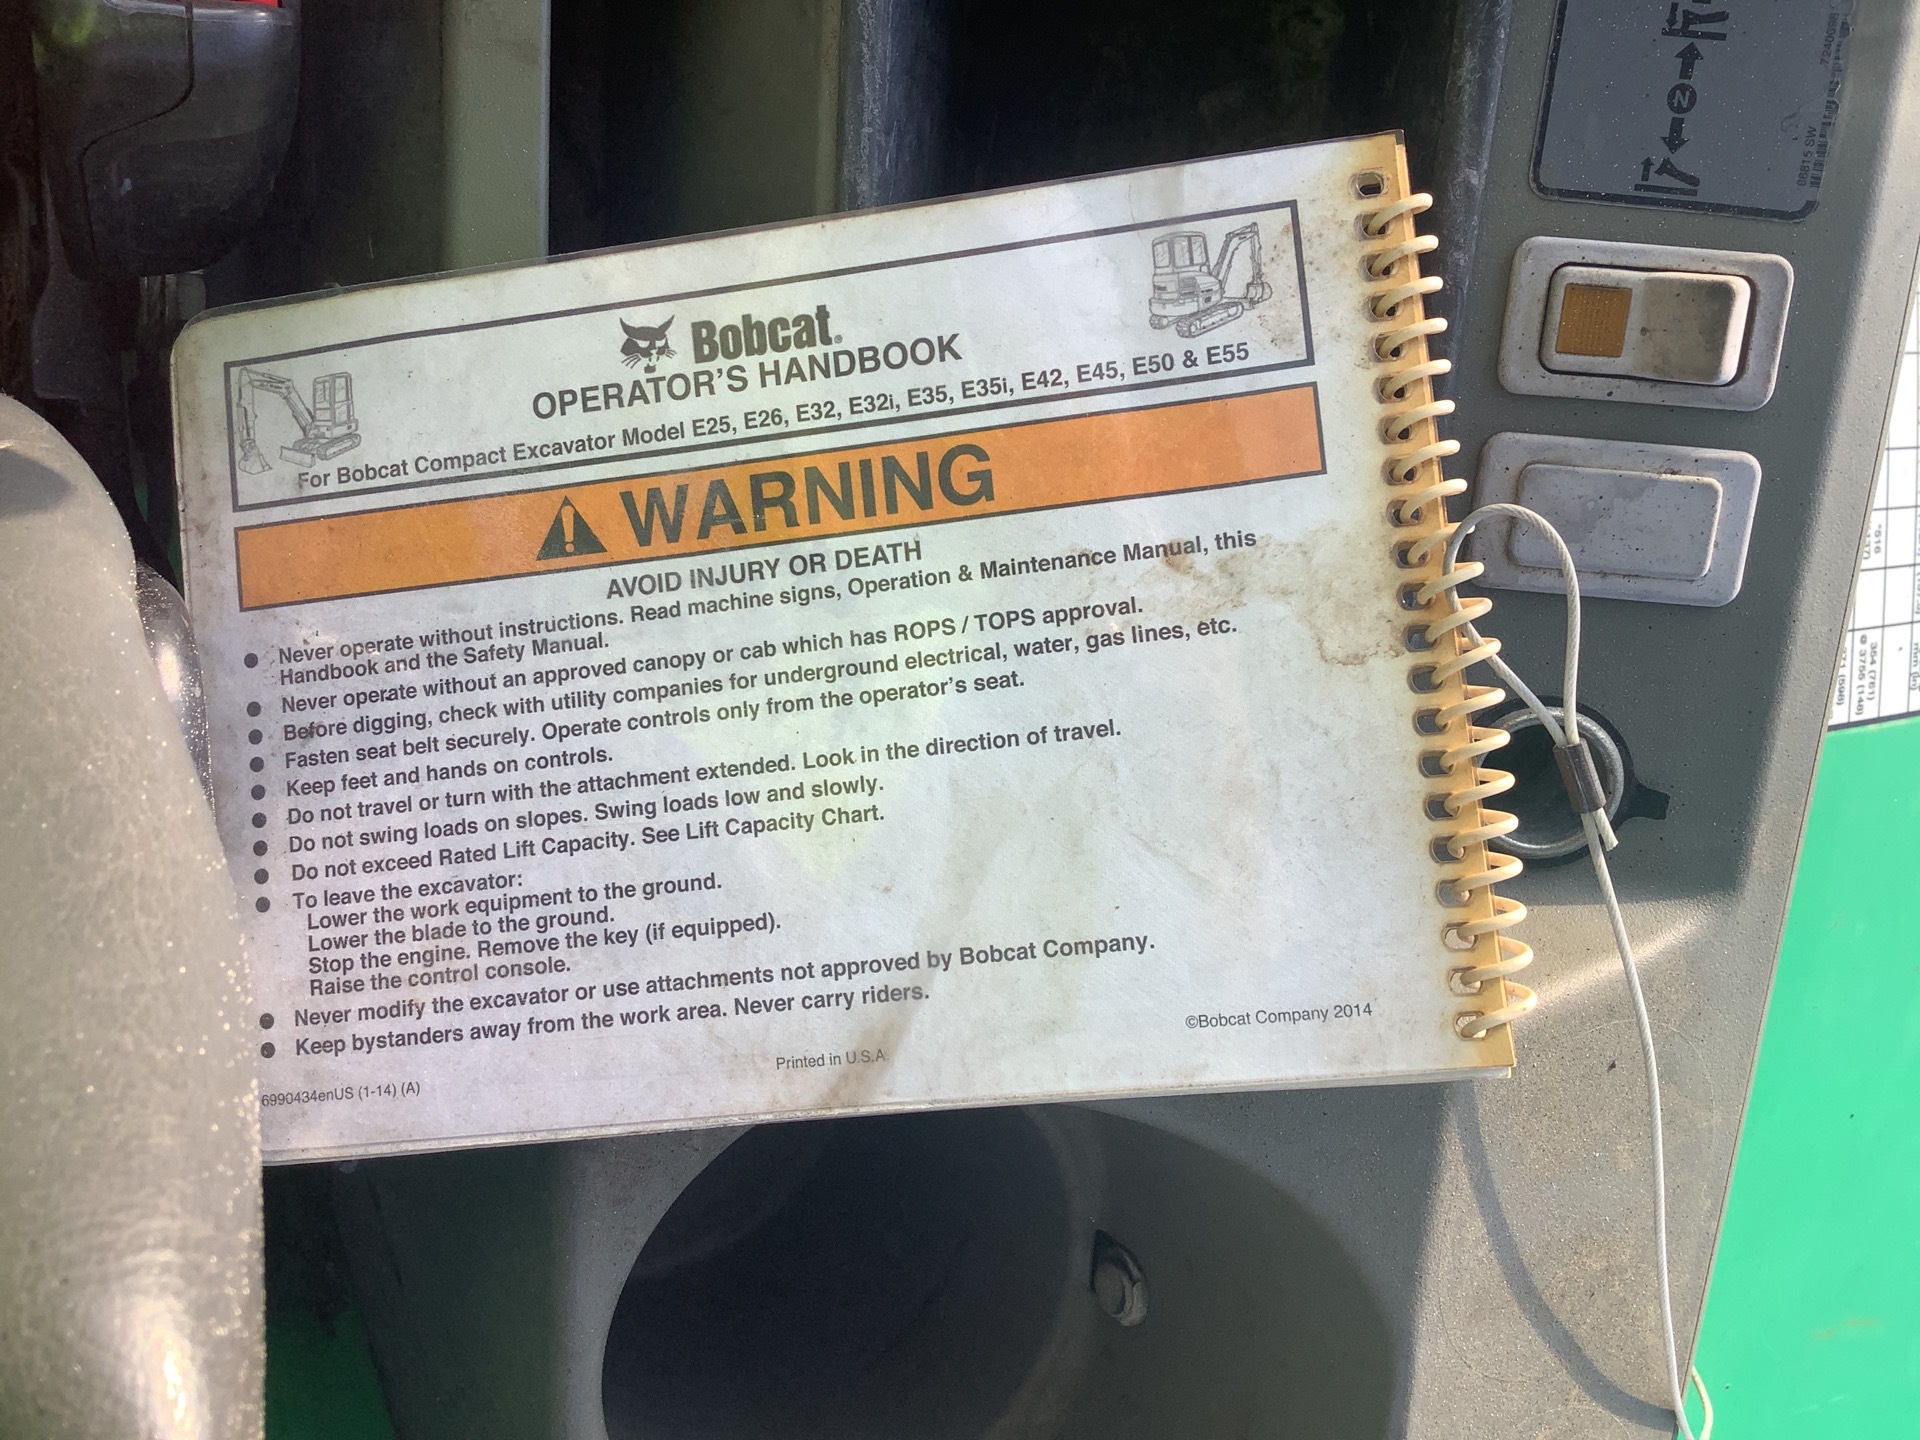 Bobcat®
OPERATOR'S HANDBOOK
For Bobcat Compact Excavator Model E25, E26, E32, E32i, E35, E35i, E42, E45, E50 & E55
WARNING
AVOID INJURY OR DEATH
● Never operate without instructions. Read machine signs, Operation & Maintenance Manual, this
Handbook and the Safety Manual.
● Never operate without an approved canopy or cab which has ROPS / TOPS approval.
● Before digging, check with utility companies for underground electrical, water, gas lines, etc.
● Fasten seat belt securely. Operate controls only from the operator's seat.
● Keep feet and hands on controls.
● Do not travel or turn with the attachment extended. Look in the direction of travel.
● Do not swing loads on slopes. Swing loads low and slowly.
● Do not exceed Rated Lift Capacity. See Lift Capacity Chart.
● To leave the excavator:
Lower the work equipment to the ground.
Lower the blade to the ground.
Stop the engine. Remove the key (if equipped).
Raise the control console.
● Never modify the excavator or use attachments not approved by Bobcat Company.
● Keep bystanders away from the work area. Never carry riders.
6990434enUS (1-14) (A)
Printed in U.S.A.
©Bobcat Company 2014
N
06815 SW
354 (761)